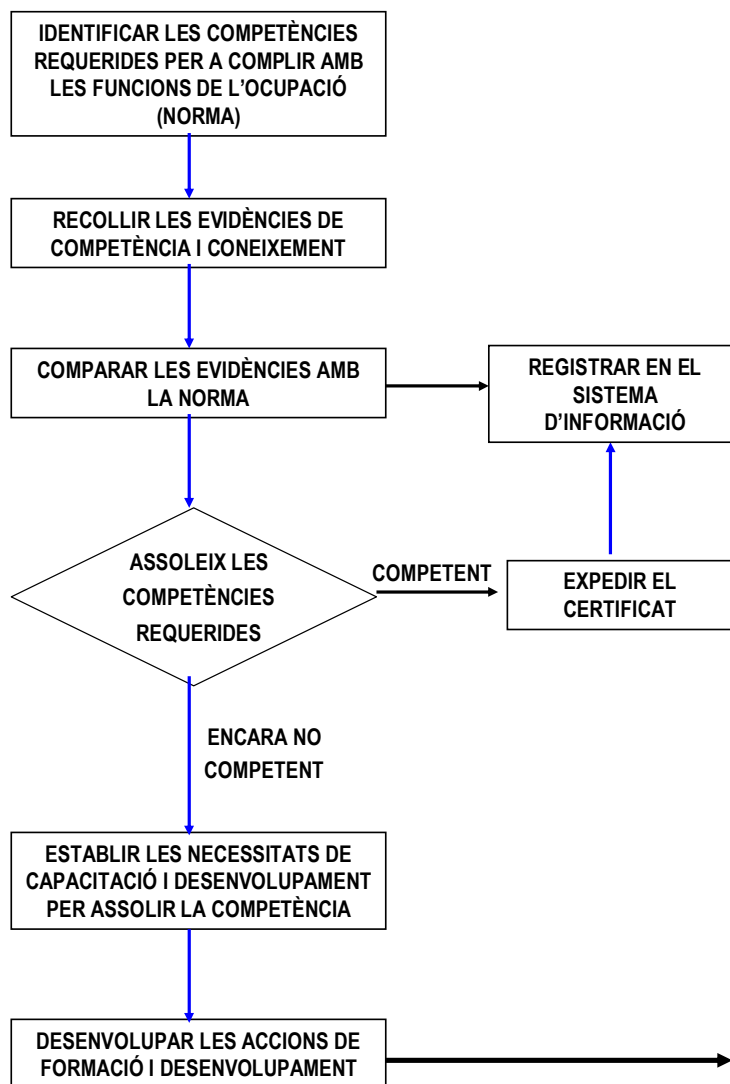 IDENTIFICAR LES COMPETÈNCIES
REQUERIDES PER A COMPLIR AMB
LES FUNCIONS DE L'OCUPACIÓ
(NORMA)
RECOLLIR LES EVIDÈNCIES DE
COMPETÈNCIA I CONEIXEMENT
COMPARAR LES EVIDÈNCIES AMB
LA NORMA
REGISTRAR EN EL
SISTEMA
D'INFORMACIÓ
ASSOLEIX LES
COMPETÈNCIES
REQUERIDES
COMPETENT
EXPEDIR EL
CERTIFICAT
ENCARA NO
COMPETENT
ESTABLIR LES NECESSITATS DE
CAPACITACIÓ I DESENVOLUPAMENT
PER ASSOLIR LA COMPETÈNCIA
DESENVOLUPAR LES ACCIONS DE
FORMACIÓ I DESENVOLUPAMENT